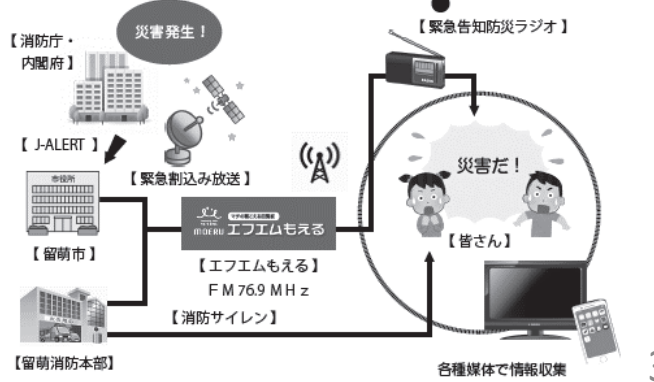 【緊急告知防災ラジオ】
【消防庁・
内閣府】
災害発生!
【 J-ALERT 】
【緊急割込み放送】
市役所
災害だ!
MOERU エフエムもえる
【留萌市】
【エフエムもえる】
FM76.9MHz
【皆さん】
【消防サイレン】
【留萌消防本部】
各種媒体で情報収集